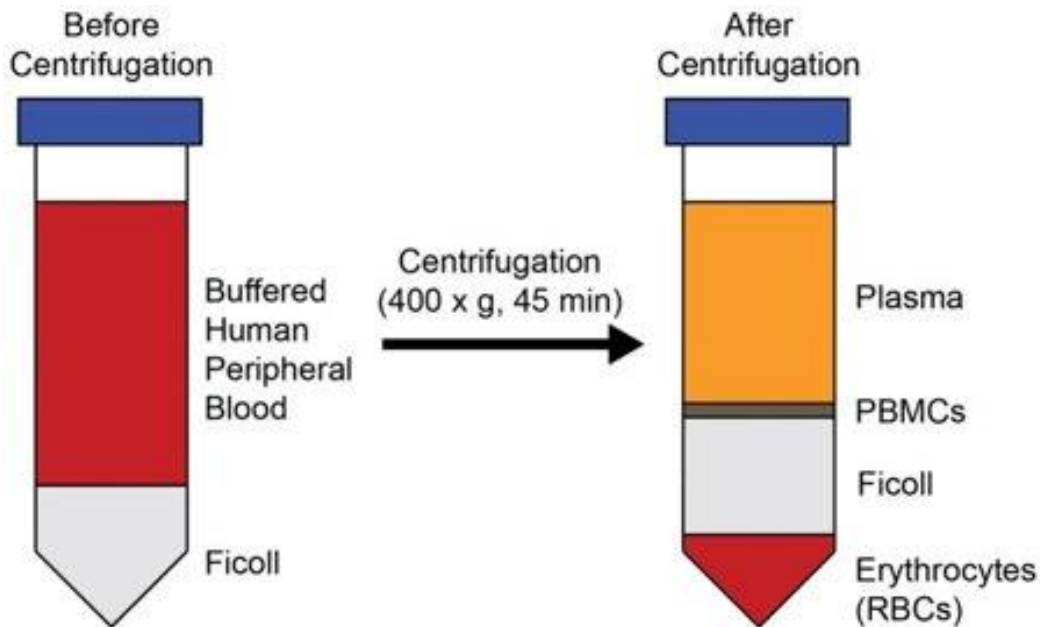 Before
Centrifugation
After
Centrifugation
Buffered
Human
Peripheral
Blood
Ficoll
Centrifugation
(400 x g, 45 min)
Plasma
PBMCs
Ficoll
Erythrocytes
(RBCs)